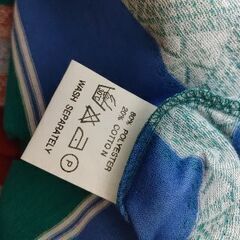 80% POLYESTER
20% COTTON
P
WASH SEPARATELY